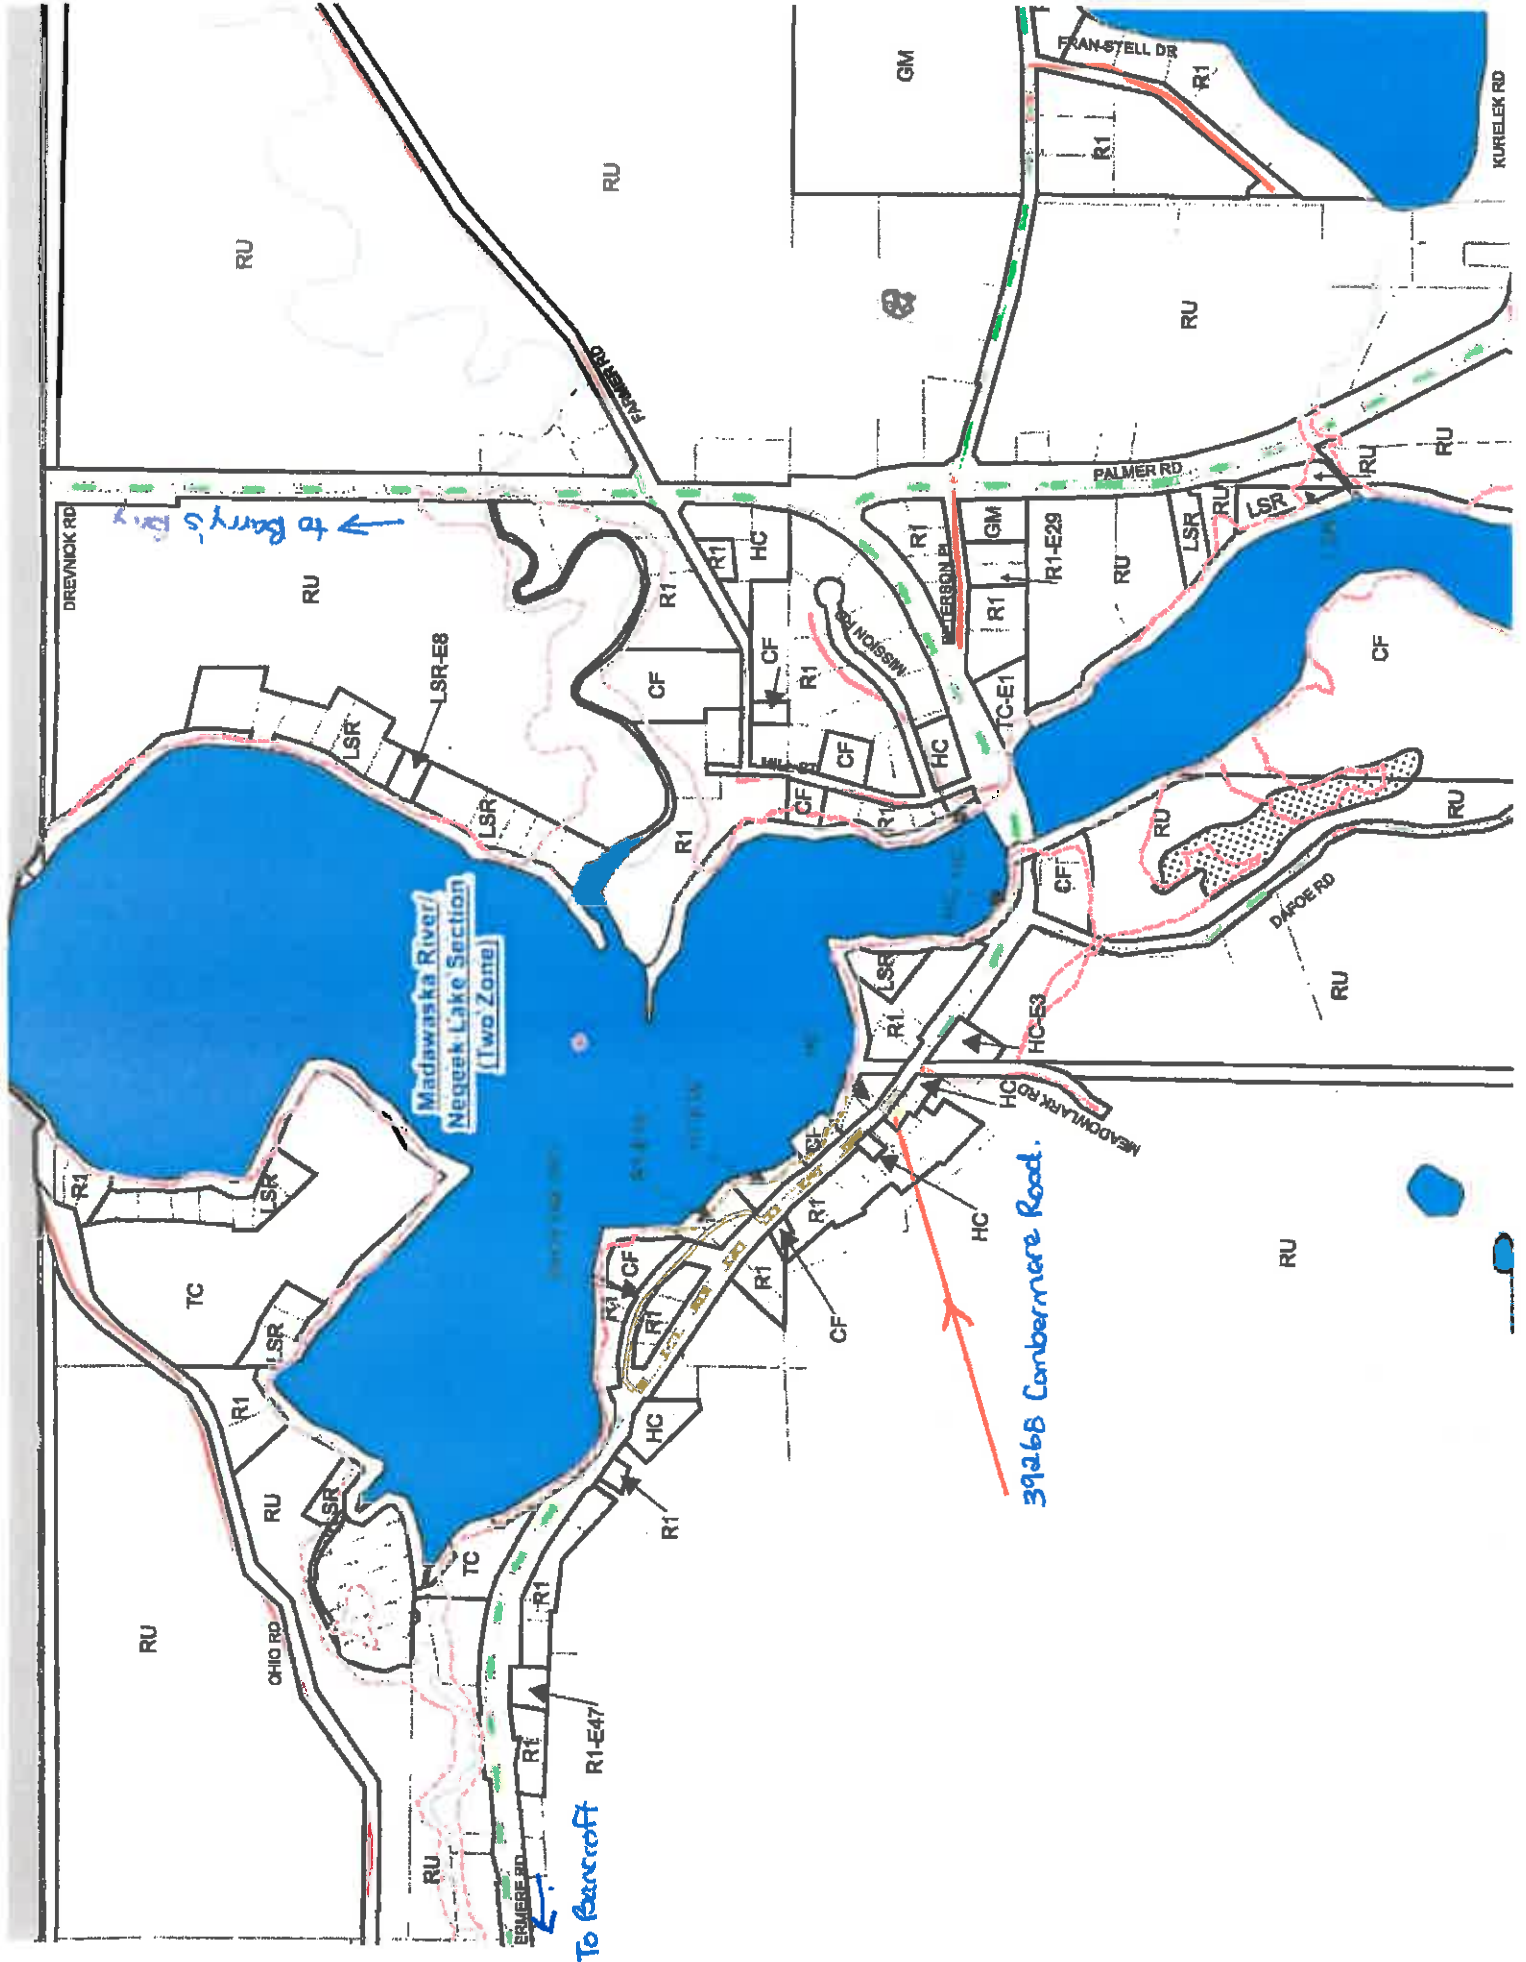 DREVNIOK RD
→ to Barry's Bay
RU
RU
RU
GM
FRAN-STELL DR
R1
R1
KURELEK RD
FARMER RD
RU
PALMER RD
RU
RU
LSR
RU
LSR
RU
R1-E29
GM
R1
R1
PETERSON PL
TC-E1
HC
R1
R1
CF
CF
R1
MISSION RD
CF
HC
CF
R1
R1
LSR-E8
LSR
LSR
Madawaska River/
Negeek Lake Section
(Two Zone)
CF
CF
RU
RU
DAFOE RD
RU
LSR
R1
HC-E3
HC
MEADOWLARK RD
CF
HC
R1
CF
R1
CF
R1
R1
HC
R1
39268 Combermere Road.
RU
R1
LSR
TC
LSR
R1
RU
LSR
TC
RU
OHIO RD
R1
R1-E47
R1
RU
ERMERE RD
To Bancroft